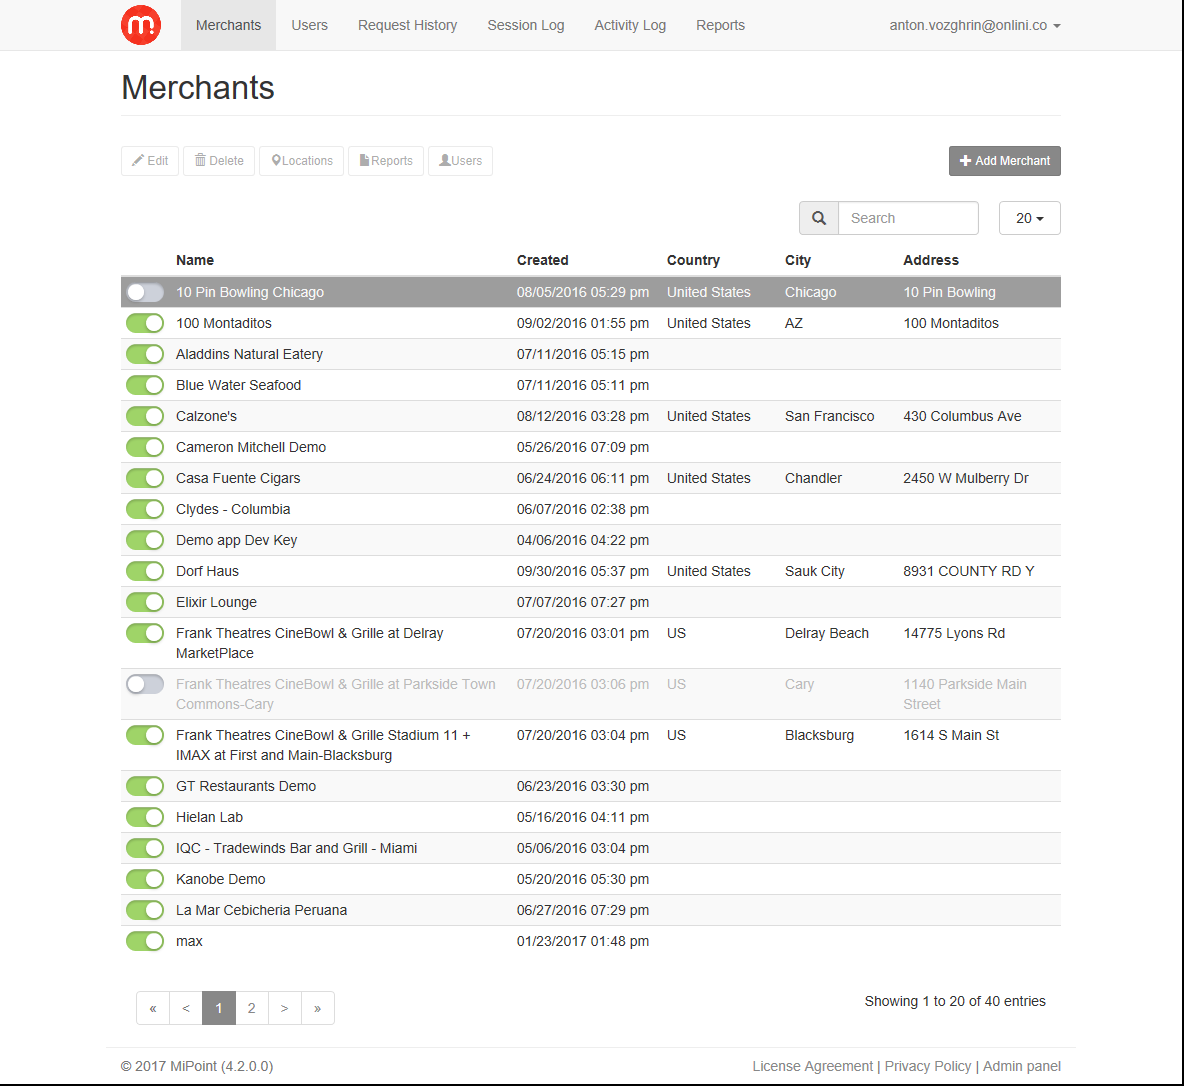 m!
Merchants Users Request History Session Log Activity Log Reports anton.vozghrin@onlini.co
Merchants
Edit Delete Locations Reports Users Add Merchant
Search 20
Name Created Country City Address
10 Pin Bowling Chicago 08/05/2016 05:29 pm United States Chicago 10 Pin Bowling
100 Montaditos 09/02/2016 01:55 pm United States AZ 100 Montaditos
Aladdins Natural Eatery 07/11/2016 05:15 pm
Blue Water Seafood 07/11/2016 05:11 pm
Calzone's 08/12/2016 03:28 pm United States San Francisco 430 Columbus Ave
Cameron Mitchell Demo 05/26/2016 07:09 pm
Casa Fuente Cigars 06/24/2016 06:11 pm United States Chandler 2450 W Mulberry Dr
Clydes - Columbia 06/07/2016 02:38 pm
Demo app Dev Key 04/06/2016 04:22 pm
Dorf Haus 09/30/2016 05:37 pm United States Sauk City 8931 COUNTY RD Y
Elixir Lounge 07/07/2016 07:27 pm
Frank Theatres CineBowl & Grille at Delray 07/20/2016 03:01 pm US Delray Beach 14775 Lyons Rd
MarketPlace
Frank Theatres CineBowl & Grille at Parkside Town 07/20/2016 03:06 pm US Cary 1140 Parkside Main
Commons-Cary Street
Frank Theatres CineBowl & Grille Stadium 11 + 07/20/2016 03:04 pm US Blacksburg 1614 S Main St
IMAX at First and Main-Blacksburg
GT Restaurants Demo 06/23/2016 03:30 pm
Hielan Lab 05/16/2016 04:11 pm
IQC - Tradewinds Bar and Grill - Miami 05/06/2016 03:04 pm
Kanobe Demo 05/20/2016 05:30 pm
La Mar Cebicheria Peruana 06/27/2016 07:29 pm
max 01/23/2017 01:48 pm
« < 1 2 > » Showing 1 to 20 of 40 entries
© 2017 MiPoint (4.2.0.0) License Agreement | Privacy Policy | Admin panel